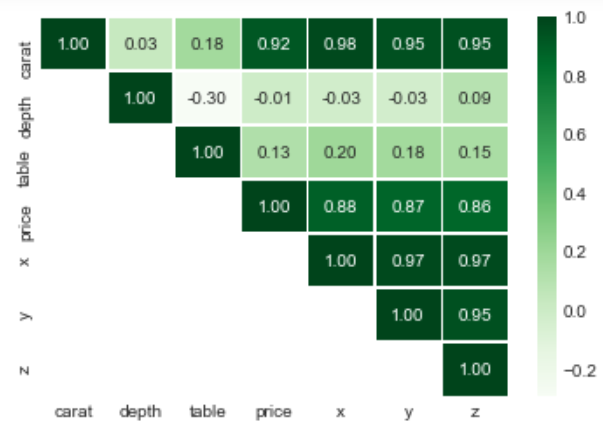 carat 1.00 0.03 0.18 0.92 0.98 0.95 0.95
depth 1.00 -0.30 -0.01 -0.03 -0.03 0.09
table 1.00 0.13 0.20 0.18 0.15
price 1.00 0.88 0.87 0.86
x 1.00 0.97 0.97
y 1.00 0.95
z 1.00
carat depth table price x y z
1.0
0.8
0.6
0.4
0.2
0.0
−0.2